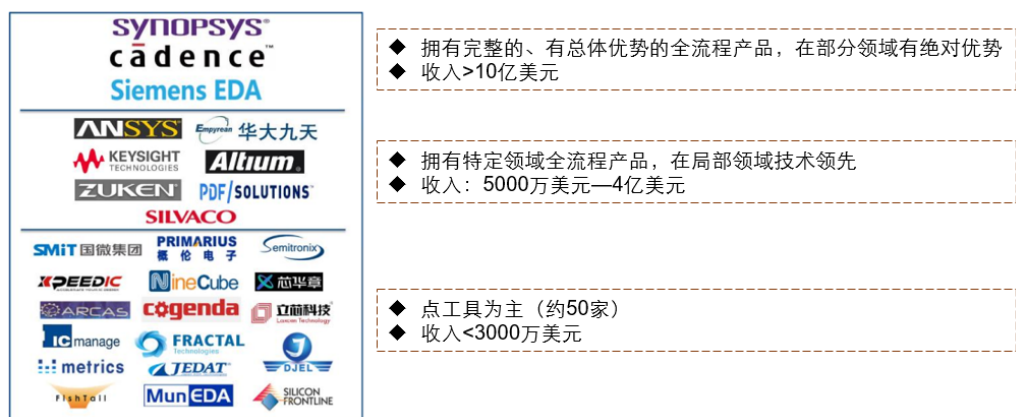 SYNOPSYS®
cādence™
Siemens EDA
拥有完整的、有总体优势的全流程产品，在部分领域有绝对优势
收入>10亿美元
ANSYS Empyrean 华大九天
KEYSIGHT TECHNOLOGIES Altium.
ZUKEN PDF/SOLUTIONS™
SILVACO
拥有特定领域全流程产品，在局部领域技术领先
收入：5000万美元—4亿美元
SMiT 国微集团 PRIMARIUS 概伦电子 Semitronix
XPEEDIC NineCube 芯华章
ARCAS cogenda 立芯科技
IC manage FRACTAL Technologies DJEL
metrics JEDAT
FishTail MunEDA SILICON FRONTLINE
点工具为主（约50家）
收入<3000万美元